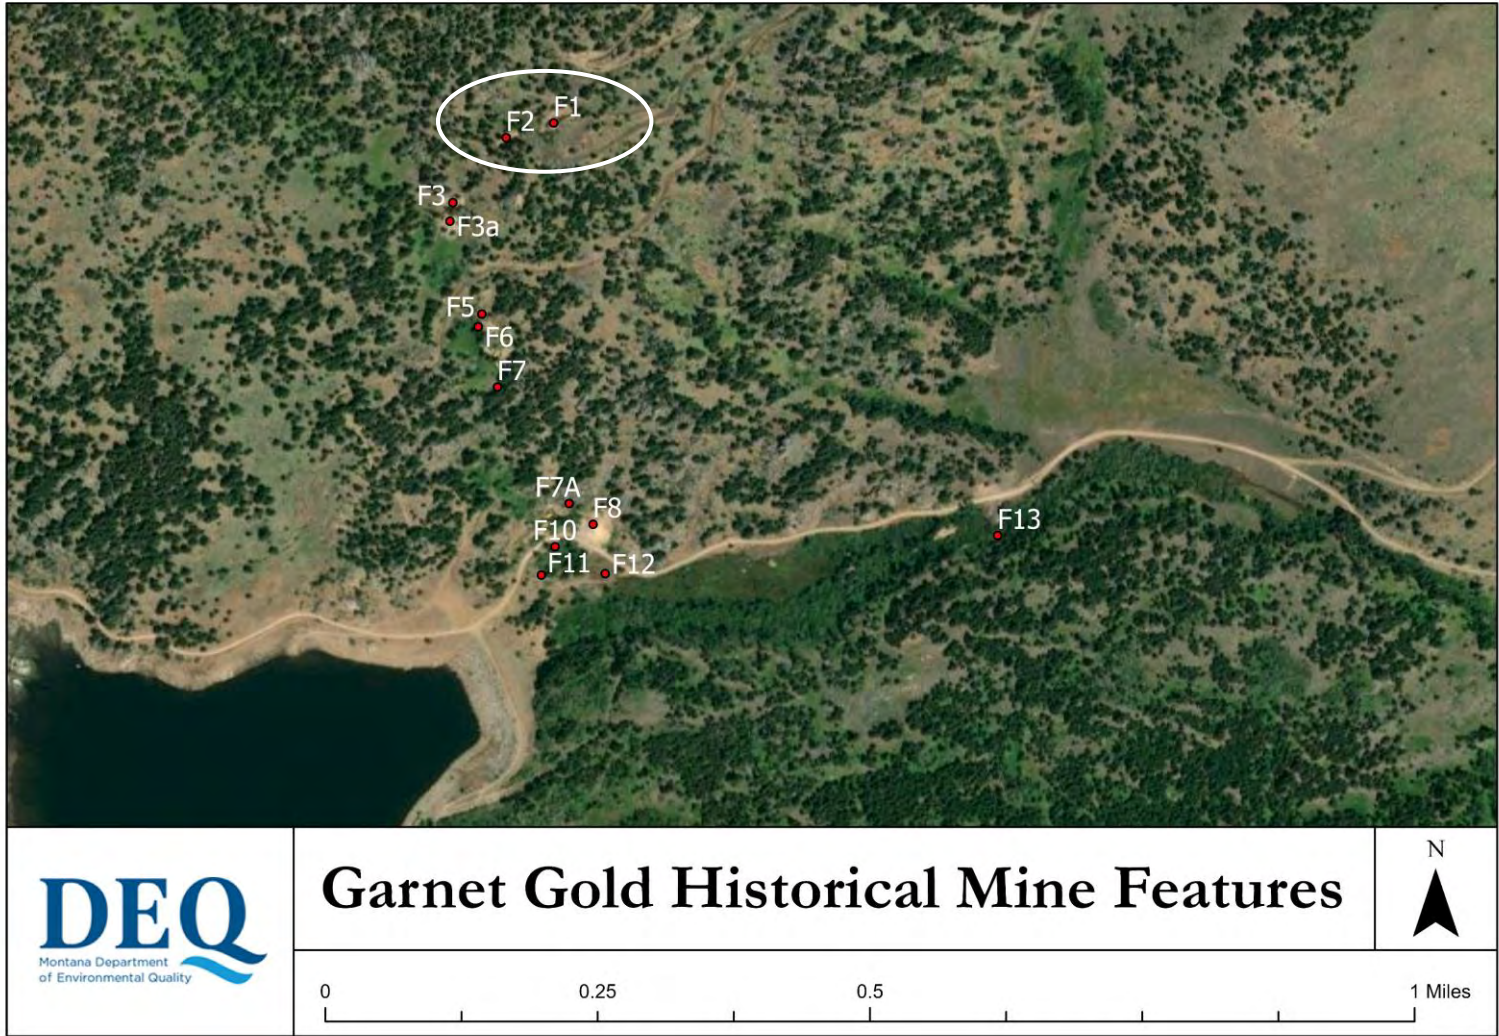 F1
F2
F3
F3a
F5
F6
F7
F7A
F8
F10
F11
F12
F13
DEQ
Montana Department
of Environmental Quality
Garnet Gold Historical Mine Features
N
0 0.25 0.5 1 Miles